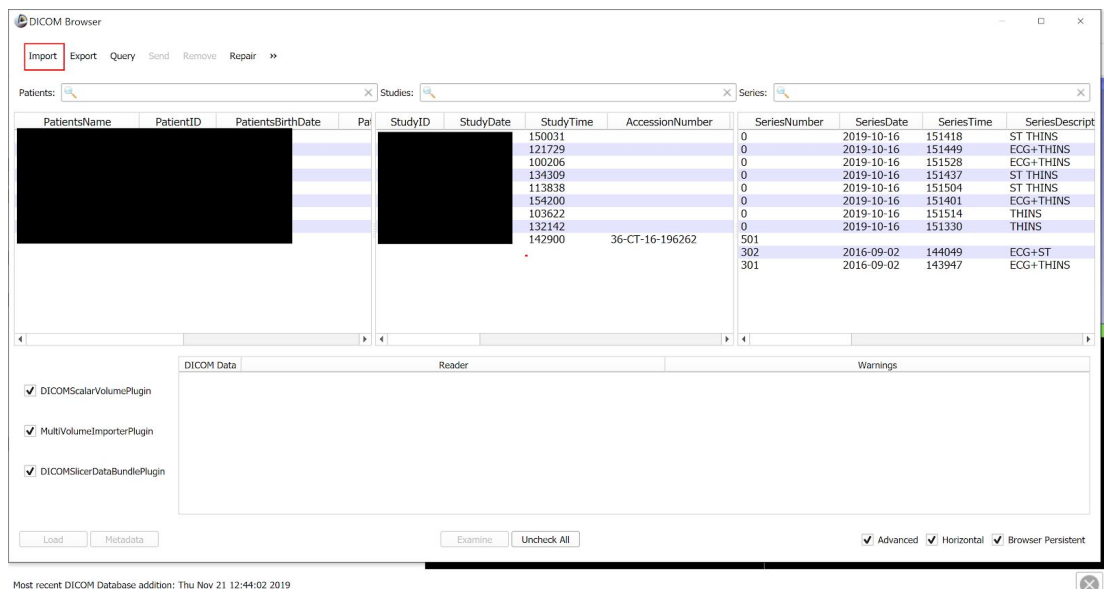 DICOM Browser
Import Export Query Send Remove Repair »
Patients: Studies: Series:
PatientsName PatientID PatientsBirthDate Pat StudyID StudyDate StudyTime AccessionNumber SeriesNumber SeriesDate SeriesTime SeriesDescript
150031 0 2019-10-16 151418 ST THINS
121729 0 2019-10-16 151449 ECG+THINS
100206 0 2019-10-16 151528 ECG+THINS
134309 0 2019-10-16 151437 ST THINS
113838 0 2019-10-16 151504 ST THINS
154200 0 2019-10-16 151401 ECG+THINS
103622 0 2019-10-16 151514 THINS
132142 0 2019-10-16 151330 THINS
142900 36-CT-16-196262 501
302 2016-09-02 144049 ECG+ST
301 2016-09-02 143947 ECG+THINS
DICOM Data Reader Warnings
DICOMScalarVolumePlugin
MultiVolumeImporterPlugin
DICOMSlicerDataBundlePlugin
Load Metadata Examine Uncheck All Advanced Horizontal Browser Persistent
Most recent DICOM Database addition: Thu Nov 21 12:44:02 2019